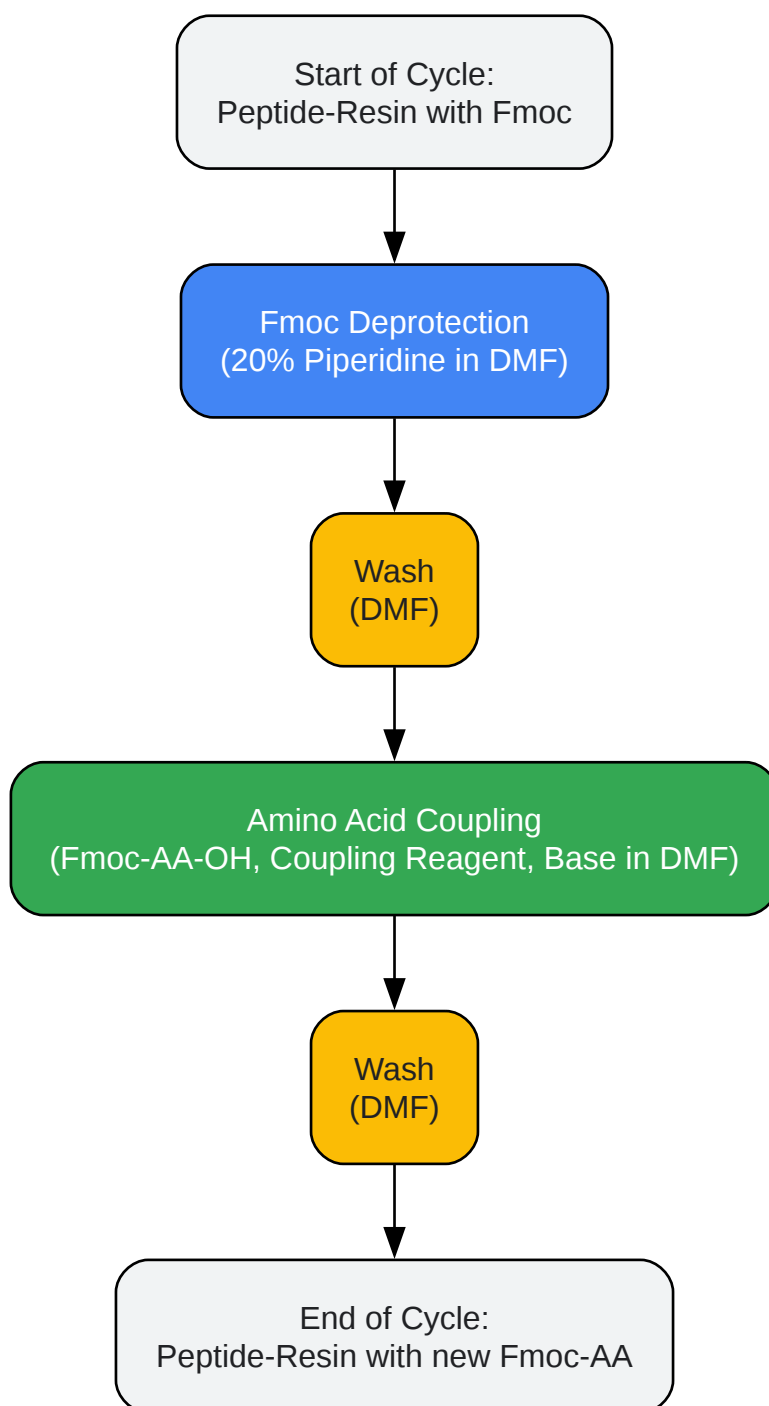 Start of Cycle:
Peptide-Resin with Fmoc
Fmoc Deprotection
(20% Piperidine in DMF)
Wash
(DMF)
Amino Acid Coupling
(Fmoc-AA-OH, Coupling Reagent, Base in DMF)
Wash
(DMF)
End of Cycle:
Peptide-Resin with new Fmoc-AA